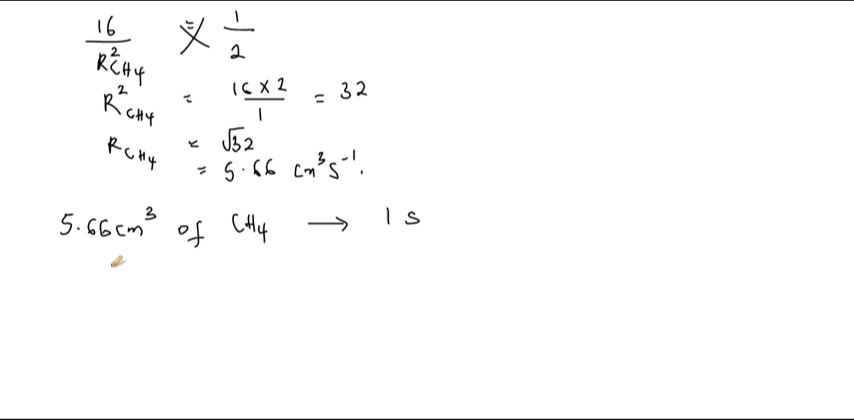 16/R²CH4 = 1/2
R²CH4 = 16 × 2/1 = 32
RCH4 = √32
= 5.66 cm³s⁻¹.
5.66cm³ of CH4 → 1 s